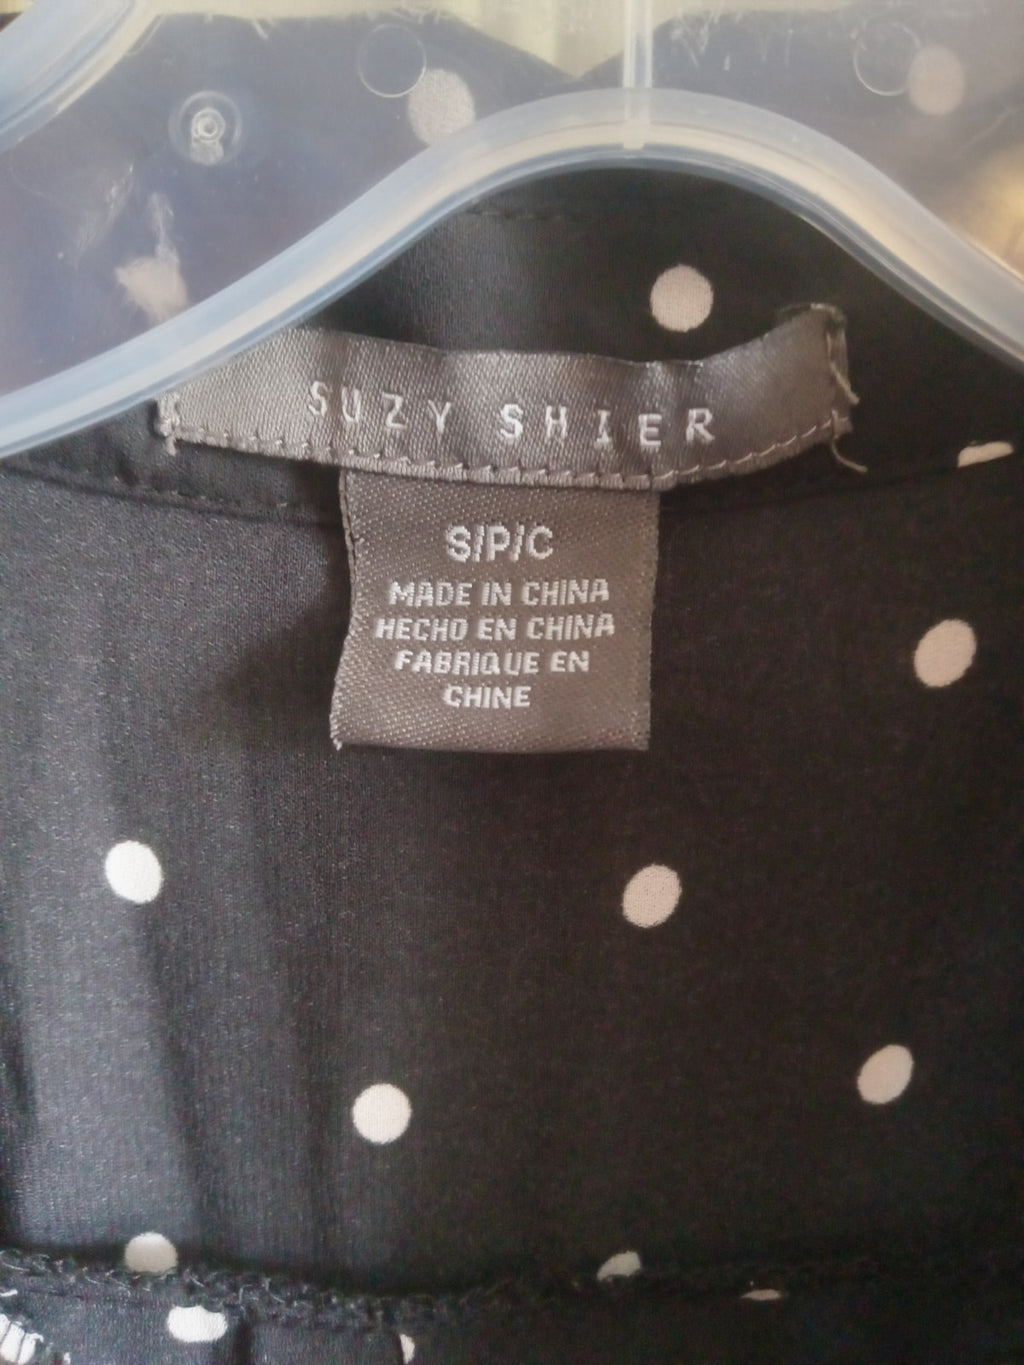 SUZY SHIER
S/P/C
MADE IN CHINA
HECHO EN CHINA
FABRIQUE EN
CHINE